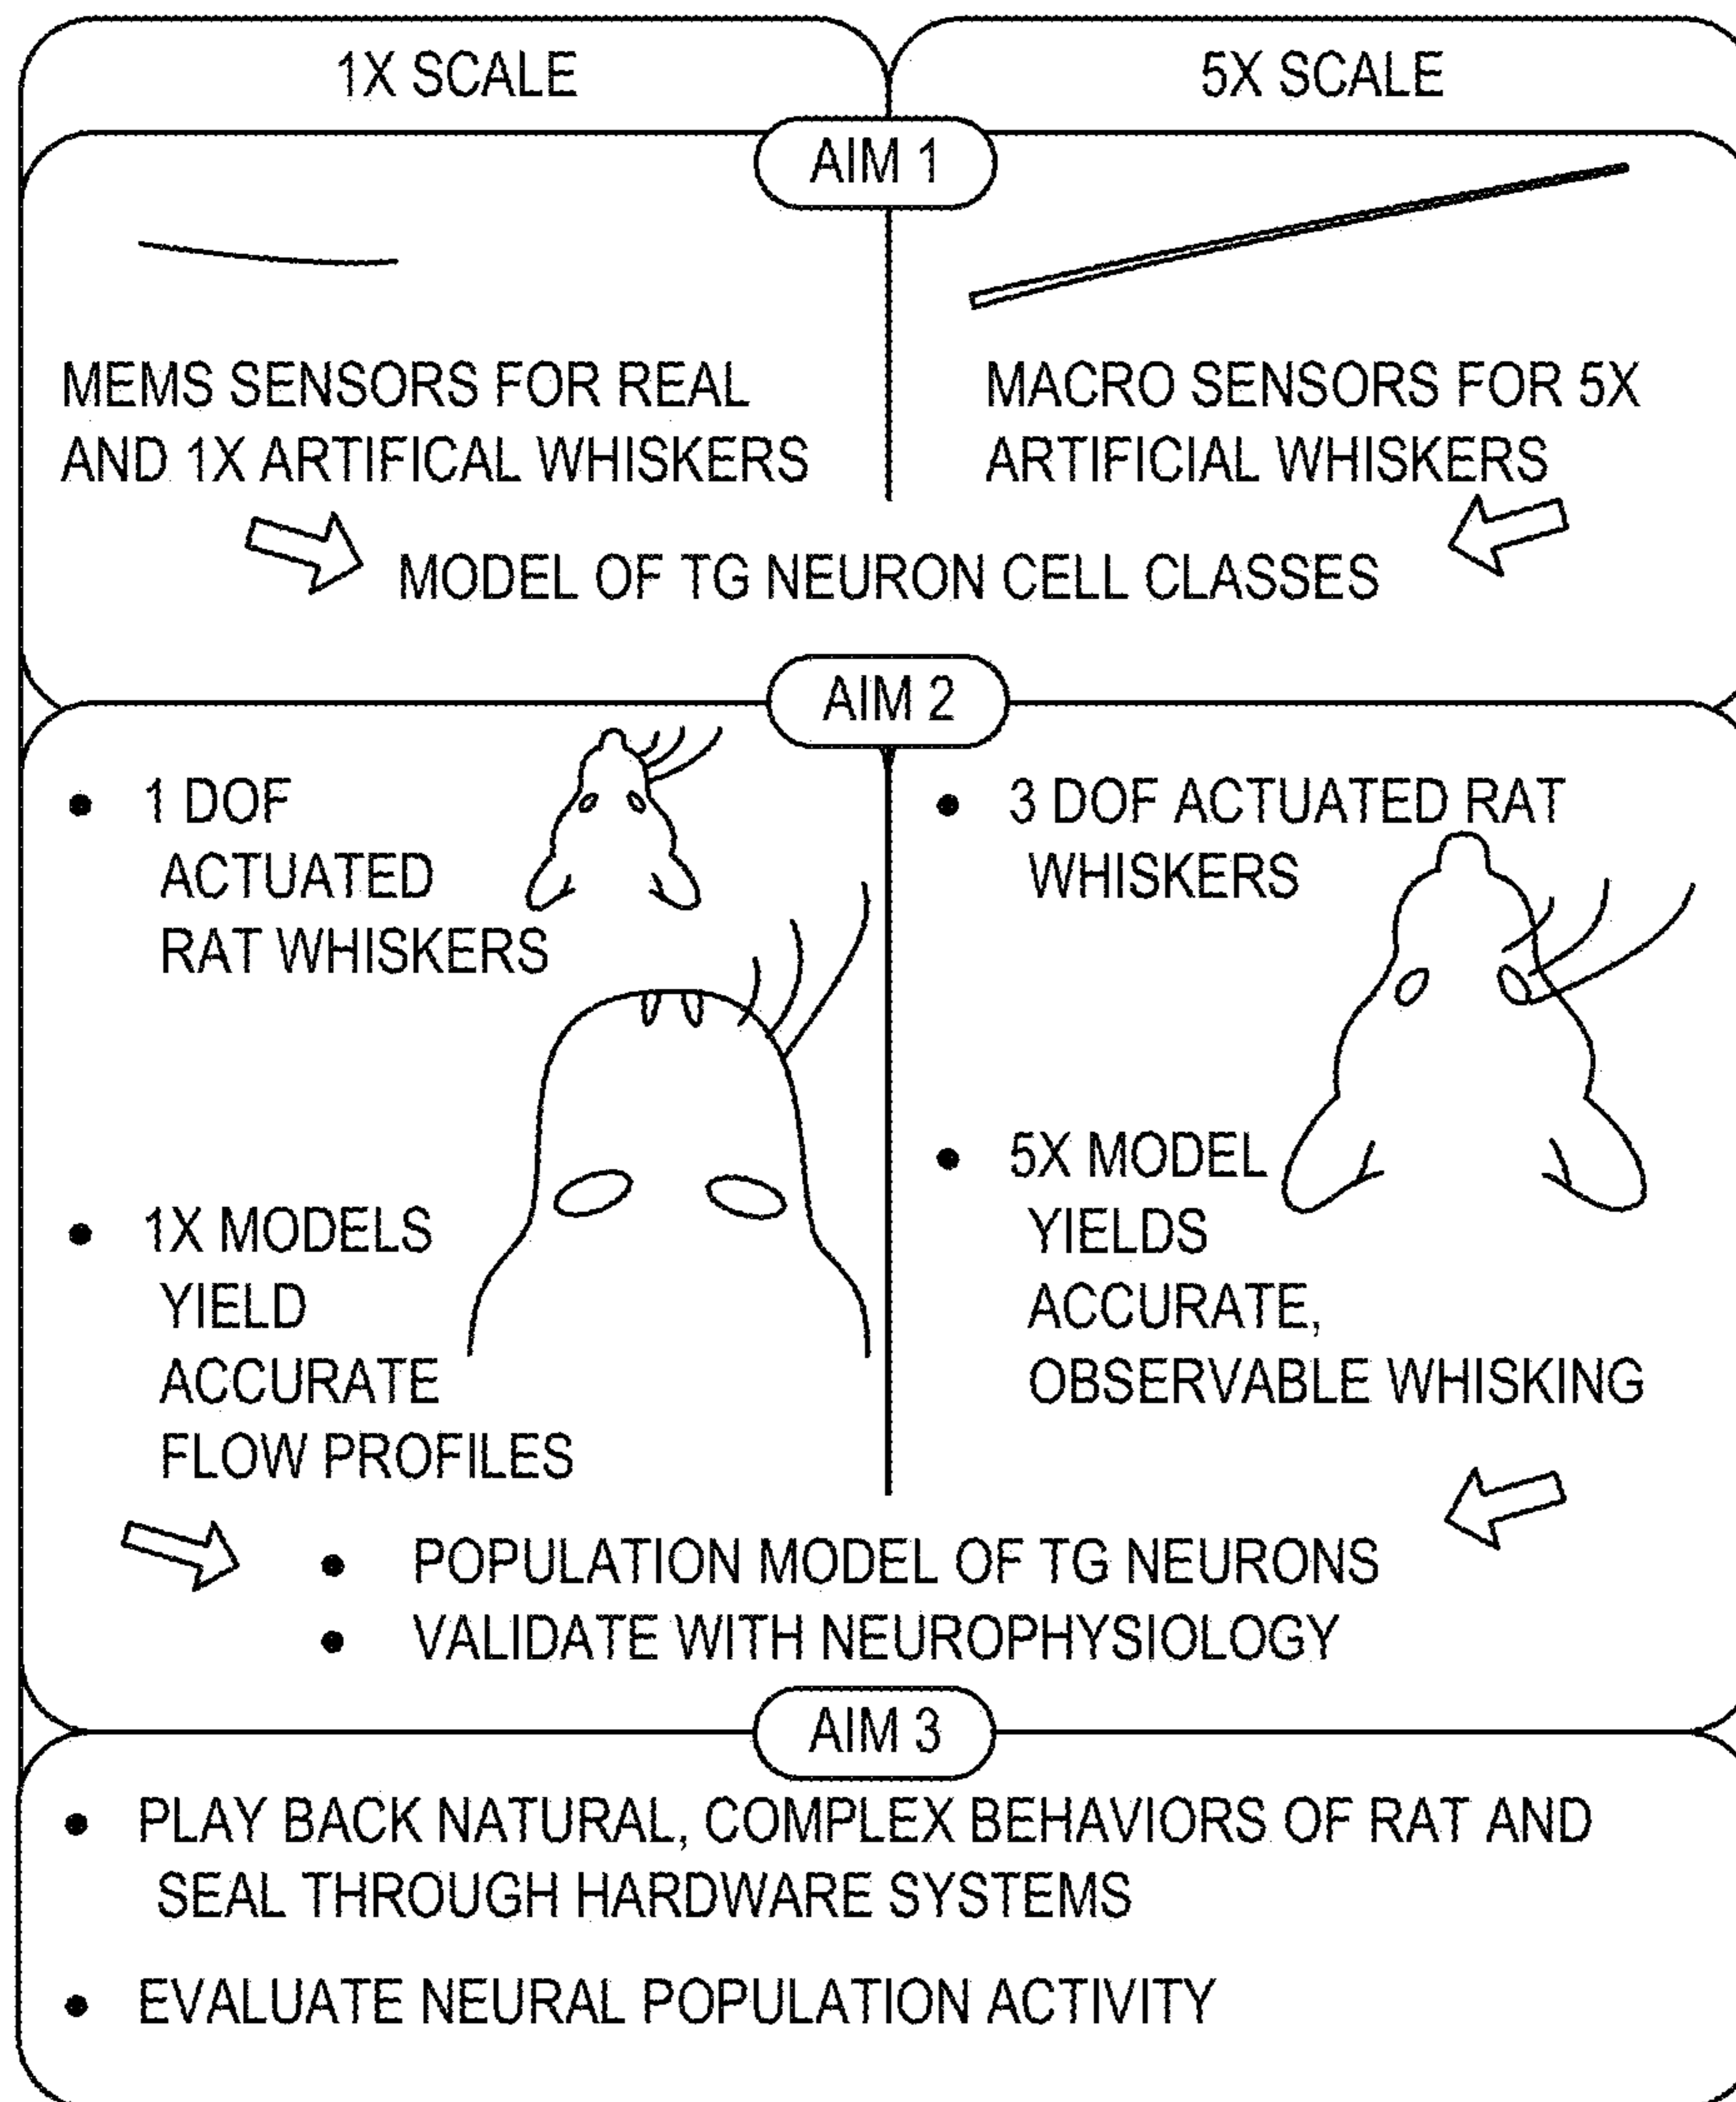 1X SCALE
5X SCALE
AIM 1
MEMS SENSORS FOR REAL
AND 1X ARTIFICAL WHISKERS
MACRO SENSORS FOR 5X
ARTIFICIAL WHISKERS
MODEL OF TG NEURON CELL CLASSES
AIM 2
• 1 DOF
ACTUATED
RAT WHISKERS
• 1X MODELS
YIELD
ACCURATE
FLOW PROFILES
• 3 DOF ACTUATED RAT
WHISKERS
• 5X MODEL
YIELDS
ACCURATE,
OBSERVABLE WHISKING
• POPULATION MODEL OF TG NEURONS
• VALIDATE WITH NEUROPHYSIOLOGY
AIM 3
• PLAY BACK NATURAL, COMPLEX BEHAVIORS OF RAT AND
SEAL THROUGH HARDWARE SYSTEMS
• EVALUATE NEURAL POPULATION ACTIVITY